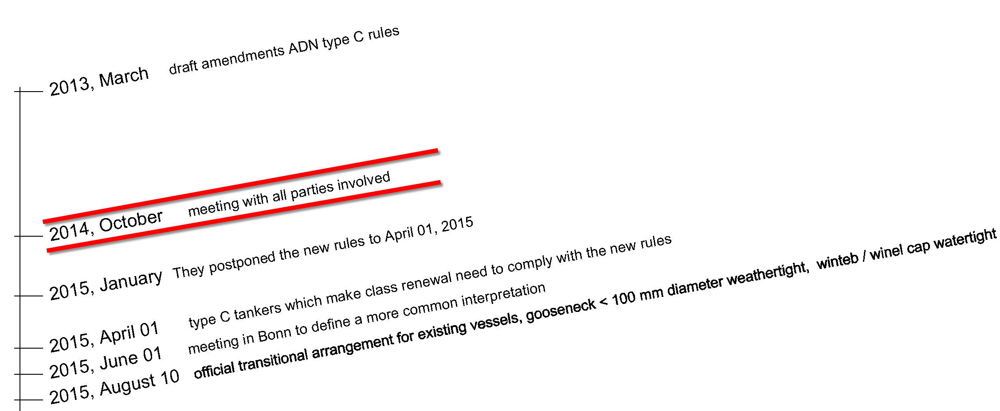 2013, March draft amendments ADN type C rules
2014, October meeting with all parties involved
2015, January They postponed the new rules to April 01, 2015
2015, April 01 type C tankers which make class renewal need to comply with the new rules
2015, June 01 meeting in Bonn to define a more common interpretation
2015, August 10 official transitional arrangement for existing vessels, gooseneck < 100 mm diameter weathertight, winteb / winel cap watertight